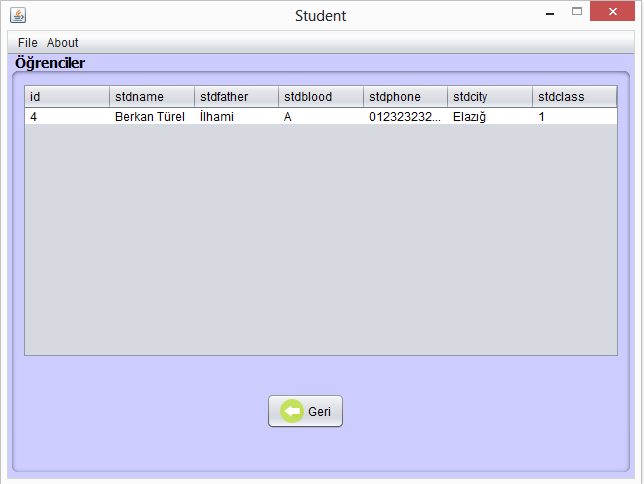 Student
File About
Öğrenciler
id stdname stdfather stdblood stdphone stdcity stdclass
4 Berkan Türel İlhami A 012323232... Elazığ 1
Geri